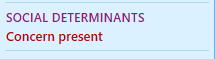 SOCIAL DETERMINANTS
Concern present